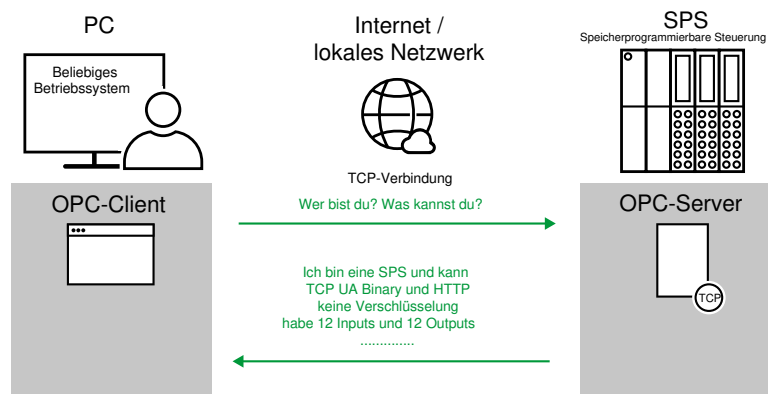 PC
Internet /
lokales Netzwerk
SPS
Speicherprogrammierbare Steuerung
Beliebiges
Betriebssystem
TCP-Verbindung
OPC-Client
Wer bist du? Was kannst du?
OPC-Server
TCP
Ich bin eine SPS und kann
TCP UA Binary und HTTP
keine Verschlüsselung
habe 12 Inputs und 12 Outputs
..............